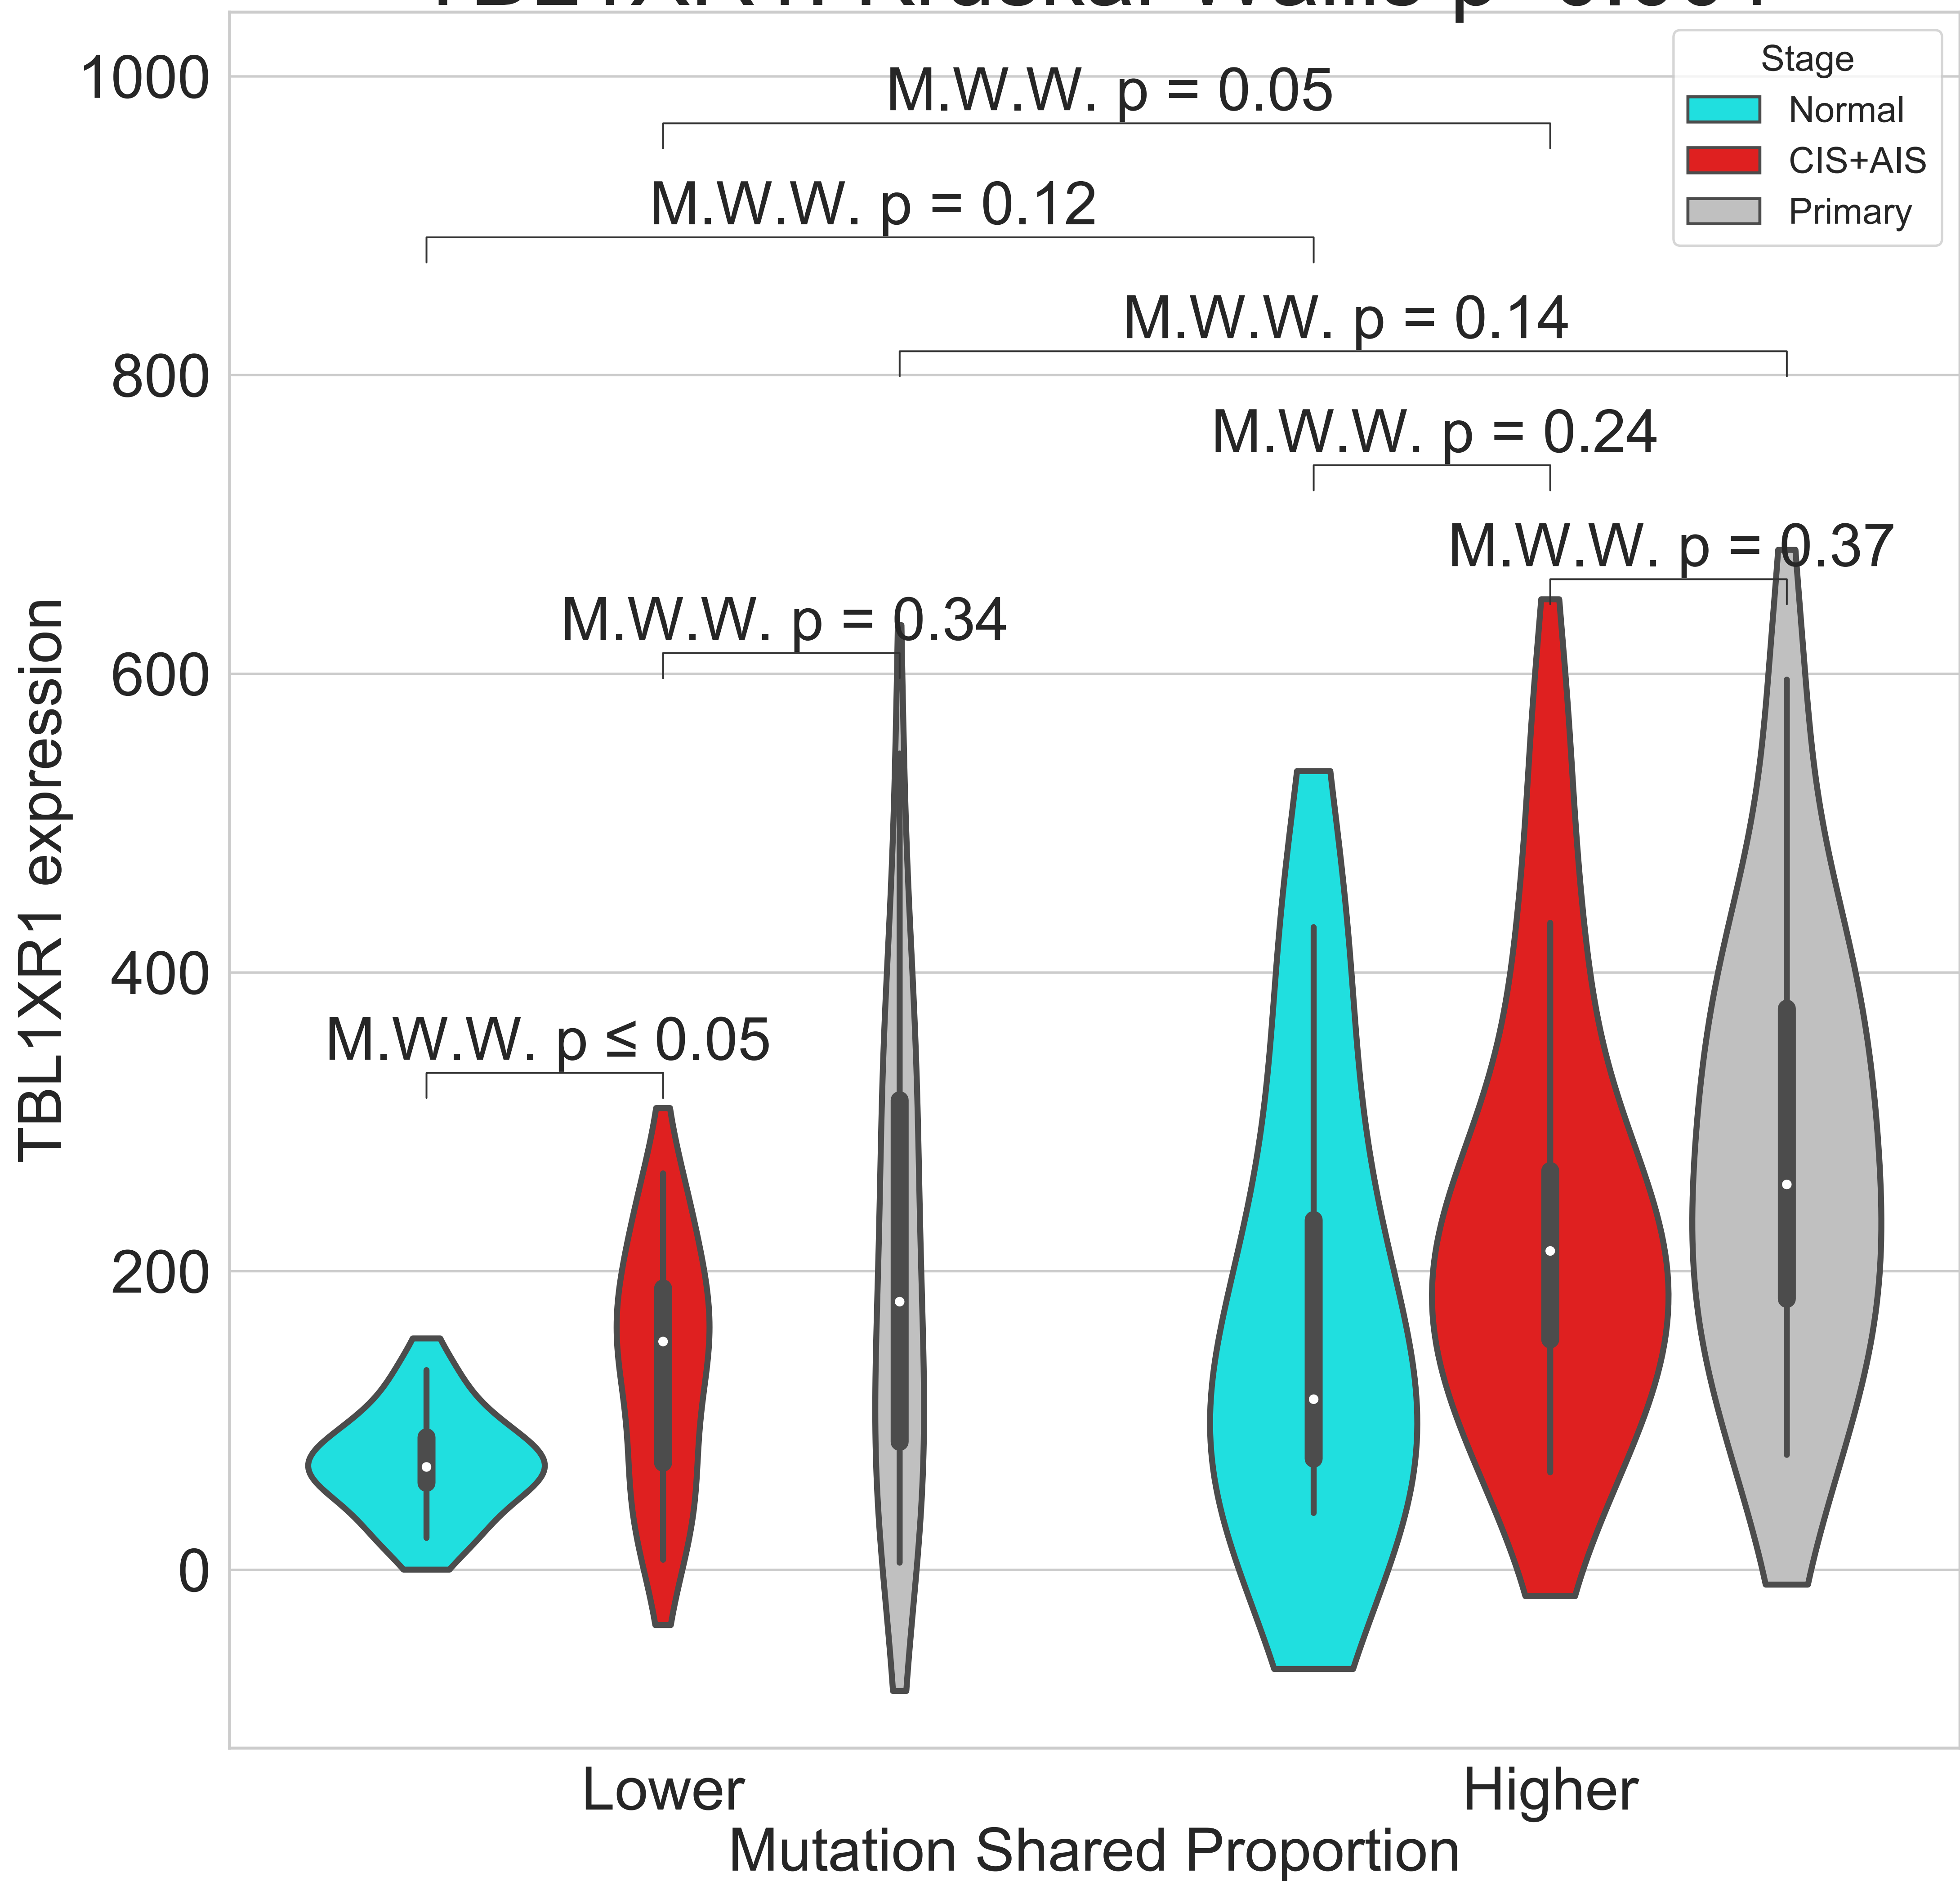 1000
800
600
400
200
0
TBL1XR1 expression
M.W.W. p = 0.05
M.W.W. p = 0.12
M.W.W. p = 0.14
M.W.W. p = 0.24
M.W.W. p = 0.37
M.W.W. p = 0.34
M.W.W. p ≤ 0.05
Stage
Normal
CIS+AIS
Primary
Lower
Higher
Mutation Shared Proportion